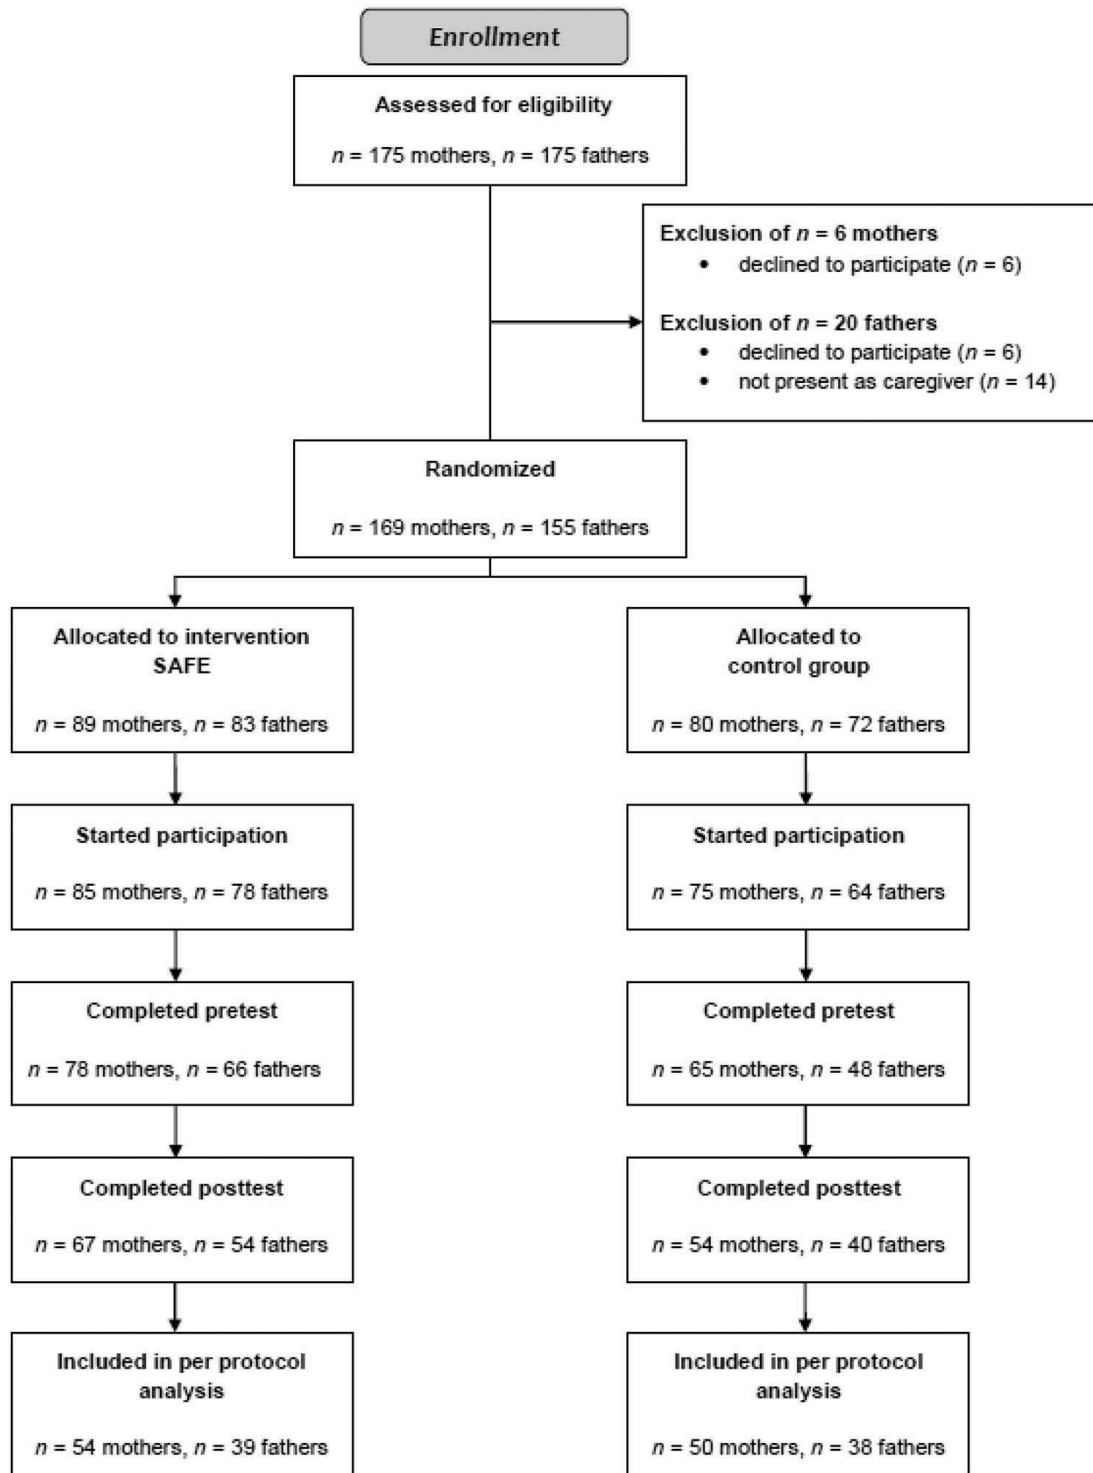 Enrollment
Assessed for eligibility
n = 175 mothers, n = 175 fathers
Exclusion of n = 6 mothers
• declined to participate (n = 6)
Exclusion of n = 20 fathers
• declined to participate (n = 6)
• not present as caregiver (n = 14)
Randomized
n = 169 mothers, n = 155 fathers
Allocated to intervention
SAFE
n = 89 mothers, n = 83 fathers
Allocated to
control group
n = 80 mothers, n = 72 fathers
Started participation
n = 85 mothers, n = 78 fathers
Started participation
n = 75 mothers, n = 64 fathers
Completed pretest
n = 78 mothers, n = 66 fathers
Completed pretest
n = 65 mothers, n = 48 fathers
Completed posttest
n = 67 mothers, n = 54 fathers
Completed posttest
n = 54 mothers, n = 40 fathers
Included in per protocol
analysis
n = 54 mothers, n = 39 fathers
Included in per protocol
analysis
n = 50 mothers, n = 38 fathers